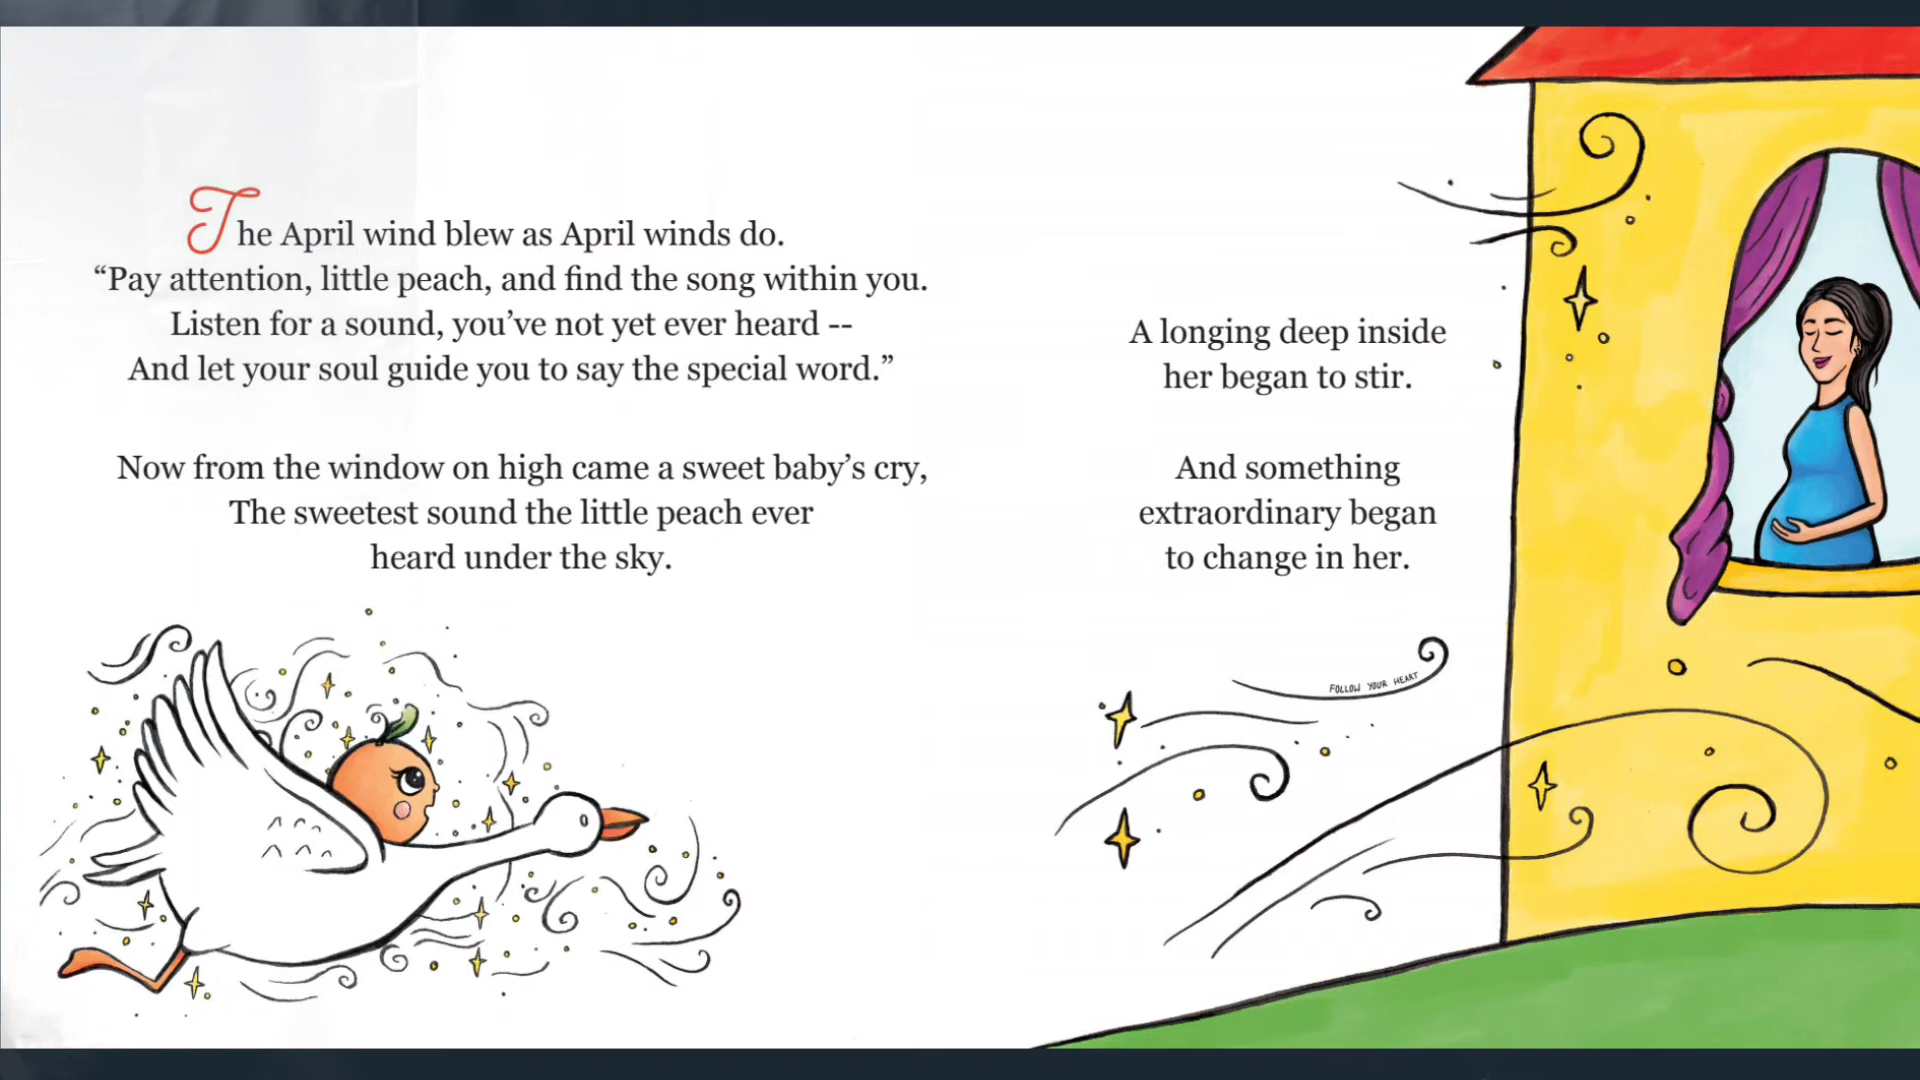 The April wind blew as April winds do.
“Pay attention, little peach, and find the song within you.
Listen for a sound, you’ve not yet ever heard --
And let your soul guide you to say the special word.”
Now from the window on high came a sweet baby’s cry,
The sweetest sound the little peach ever
heard under the sky.
A longing deep inside
her began to stir.
And something
extraordinary began
to change in her.
FOLLOW YOUR HEART